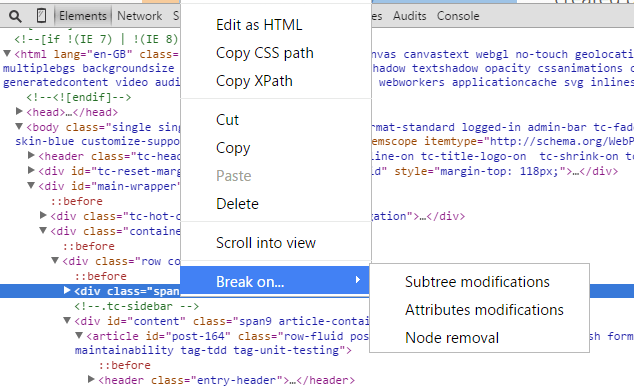 Elements Network Audits Console
<!--[if !(IE 7) | !(IE 8) Edit as HTML
▼<html lang="en-GB" class= Copy CSS path nvas canvastext webgl no-touch geolocatio
multiplebgs backgroundsize hadow textshadow opacity cssanimations c
generatedcontent video audi Copy XPath webworkers applicationcache svg inlines
<!--<![endif]-->
▶<head>…</head> Cut
▼<body class="single sing rmat-standard logged-in admin-bar tc-fade
skin-blue customize-suppo Copy emscope itemtype="http://schema.org/WebP
▶<header class="tc-hea ine-on tc-title-logo-on tc-shrink-on tc
▶<div id="tc-reset-marg Paste id" style="margin-top: 118px;">…</div>
▼<div id="main-wrapper"
::before Delete
▶<div class="tc-hot-c gation">…</div>
▼<div class="containe
::before Scroll into view
▼<div class="row co
::before Break on... Subtree modifications
▶<div class="span
<!--.tc-sidebar --> Attributes modifications
▼<div id="content" class="span9 article-contai
▼<article id="post-164" class="row-fluid pos Node removal sh form
maintainability tag-tdd tag-unit-testing">
::before
▶<header class="entry-header">…</header>